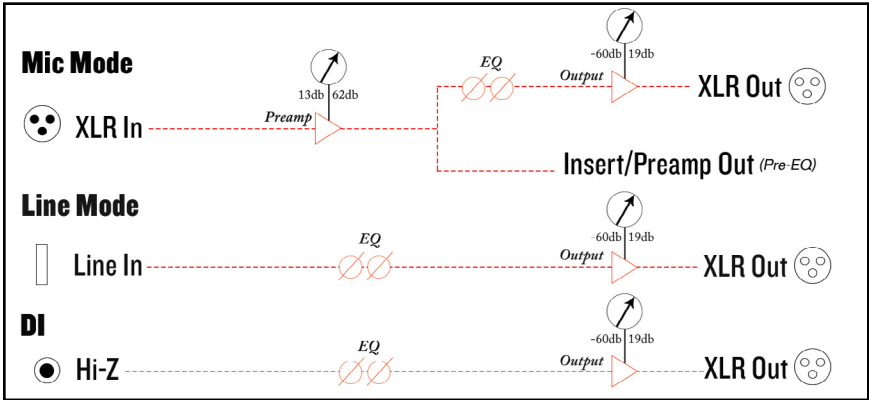 Mic Mode
XLR In
Preamp
13db 62db
EQ
Output
-60db 19db
XLR Out
Insert/Preamp Out (Pre-EQ)
Line Mode
Line In
EQ
Output
-60db 19db
XLR Out
DI
Hi-Z
EQ
Output
-60db 19db
XLR Out